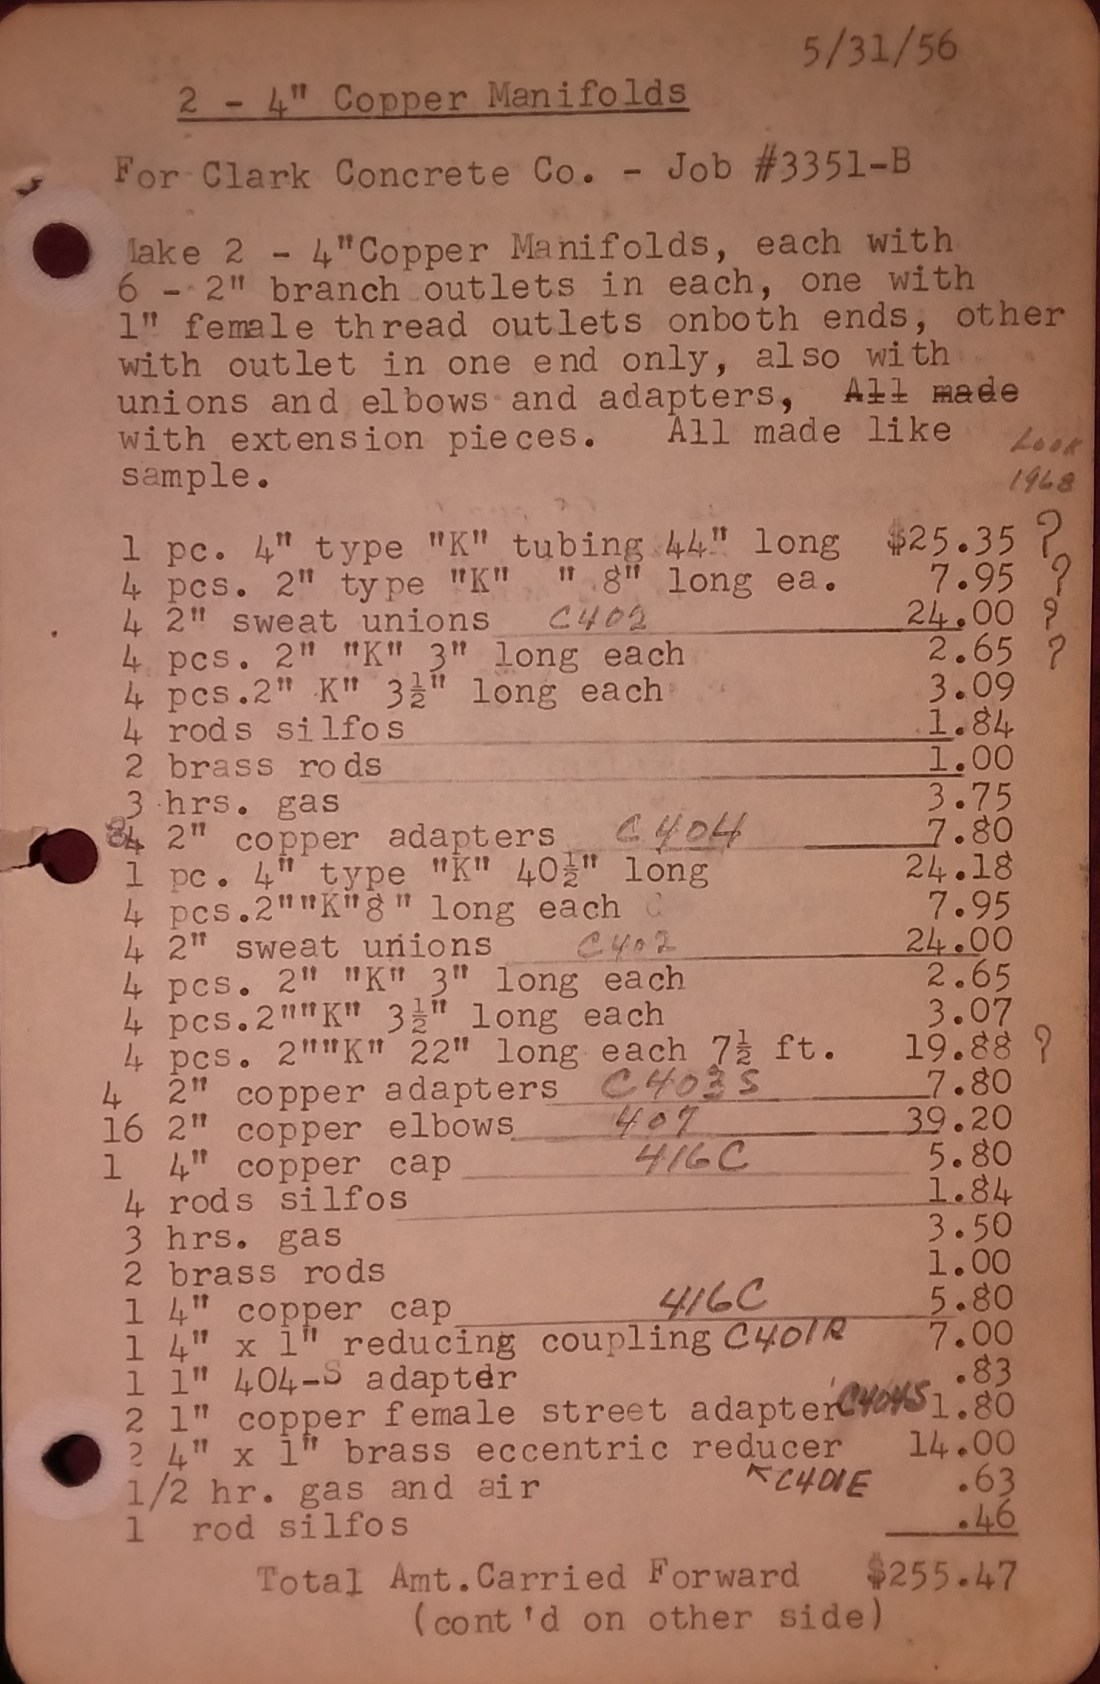 5/31/56
2 - 4" Copper Manifolds
For Clark Concrete Co. - Job #3351-B
Make 2 - 4"Copper Manifolds, each with
6 - 2" branch outlets in each, one with
1" female thread outlets onboth ends, other
with outlet in one end only, also with
unions and elbows and adapters, All made
with extension pieces. All made like Look
sample. 1968
1 pc. 4" type "K" tubing 44" long $25.35 ?
4 pcs. 2" type "K" " 8" long ea. 7.95 ?
4 2" sweat unions C402 24.00 ?
4 pcs. 2" "K" 3" long each 2.65 ?
4 pcs.2" K" 3½" long each 3.09
4 rods silfos 1.84
2 brass rods 1.00
3 hrs. gas 3.75
4 2" copper adapters C404 7.80
1 pc. 4" type "K" 40½" long 24.18
4 pcs.2""K"8" long each 7.95
4 2" sweat unions C402 24.00
4 pcs. 2" "K" 3" long each 2.65
4 pcs.2""K" 3½" long each 3.07
4 pcs. 2""K" 22" long each 7½ ft. 19.88 ?
4 2" copper adapters C403S 7.80
16 2" copper elbows 407 39.20
1 4" copper cap 416C 5.80
4 rods silfos 1.84
3 hrs. gas 3.50
2 brass rods 1.00
1 4" copper cap 416C 5.80
1 4" x 1" reducing coupling C401R 7.00
1 1" 404-S adapter .83
2 1" copper female street adapter C404S 1.80
2 4" x 1" brass eccentric reducer 14.00
1/2 hr. gas and air C401E .63
1 rod silfos .46
Total Amt.Carried Forward $255.47
(cont'd on other side)